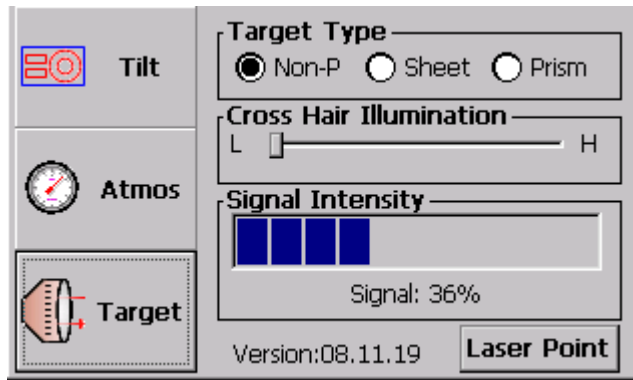 Tilt
Atmos
Target
Target Type
Non-P Sheet Prism
Cross Hair Illumination
L H
Signal Intensity
Signal: 36%
Version:08.11.19
Laser Point